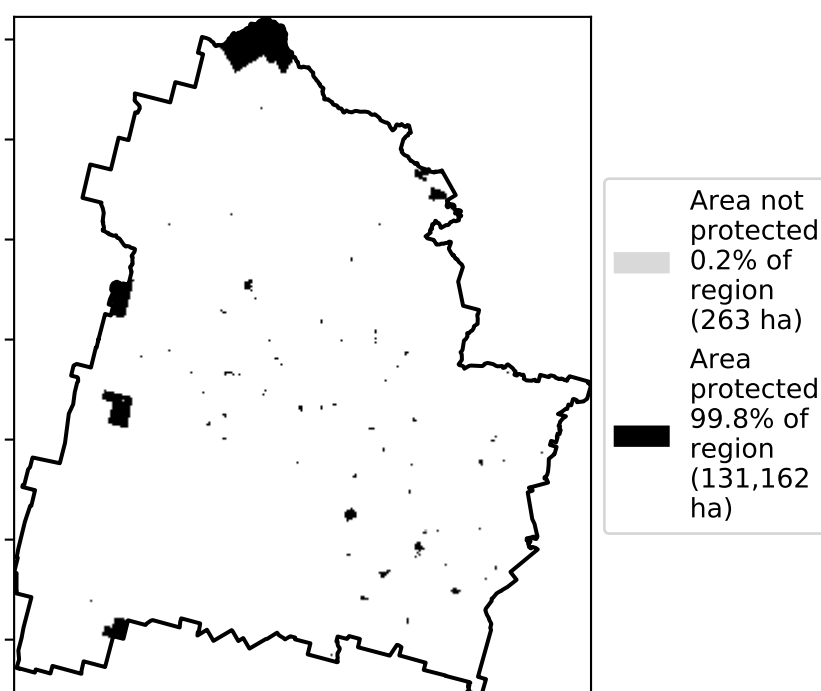 Area not
protected
0.2% of
region
(263 ha)
Area
protected
99.8% of
region
(131,162
ha)